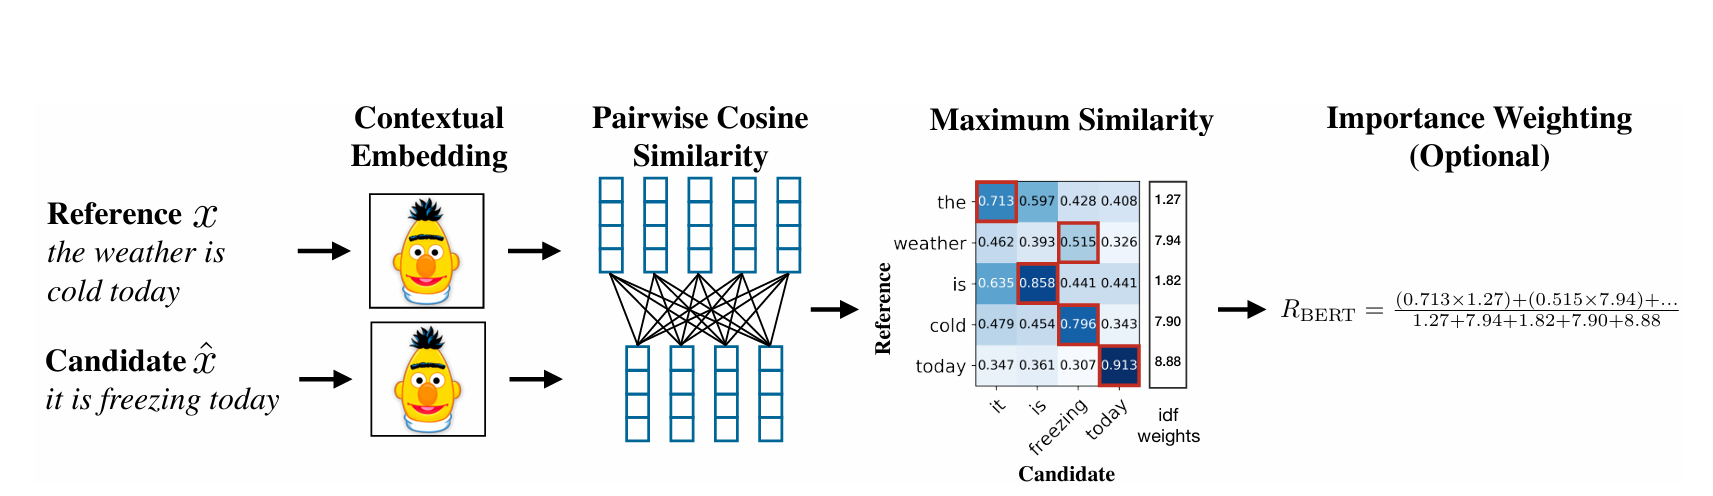 Contextual
Embedding
Pairwise Cosine
Similarity
Maximum Similarity
Importance Weighting
(Optional)
Reference x
the weather is
cold today
Candidate x̂
it is freezing today
Reference
the 0.713 0.597 0.428 0.408 1.27
weather 0.462 0.393 0.515 0.326 7.94
is 0.635 0.858 0.441 0.441 1.82
cold 0.479 0.454 0.796 0.343 7.90
today 0.347 0.361 0.307 0.913 8.88
it is freezing today
idf
weights
Candidate
R_BERT = (0.713×1.27)+(0.515×7.94)+...
1.27+7.94+1.82+7.90+8.88